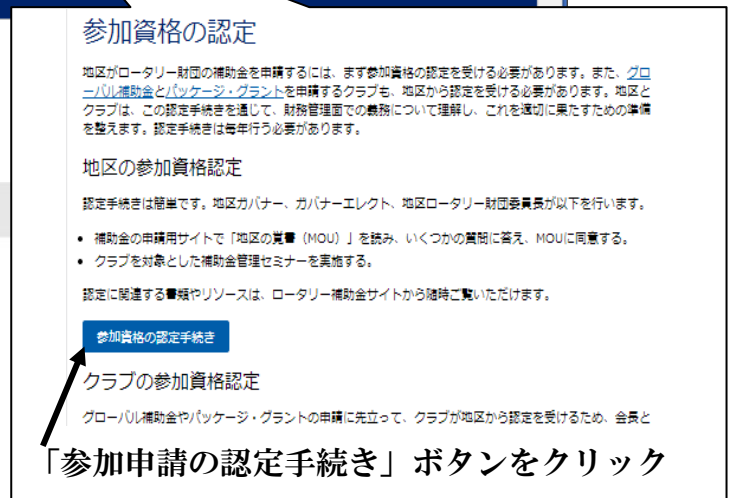 参加資格の認定
地区がロータリー財団の補助金を申請するには、まず参加資格の認定を受ける必要があります。また、グロ
ーバル補助金とパッケージ・グラントを申請するクラブも、地区から認定を受ける必要があります。地区と
クラブは、この認定手続きを通じて、財務管理面での義務について理解し、これを適切に果たすための準備
を整えます。認定手続きは毎年行う必要があります。
地区の参加資格認定
認定手続きは簡単です。地区ガバナー、ガバナーエレクト、地区ロータリー財団委員長が以下を行います。
• 補助金の申請用サイトで「地区の覚書（MOU）」を読み、いくつかの質問に答え、MOUに同意する。
• クラブを対象とした補助金管理セミナーを実施する。
認定に関連する書類やリソースは、ロータリー補助金サイトから随時ご覧いただけます。
参加資格の認定手続き
クラブの参加資格認定
グローバル補助金やパッケージ・グラントの申請に先立って、クラブが地区から認定を受けるため、会長と
「参加申請の認定手続き」ボタンをクリック